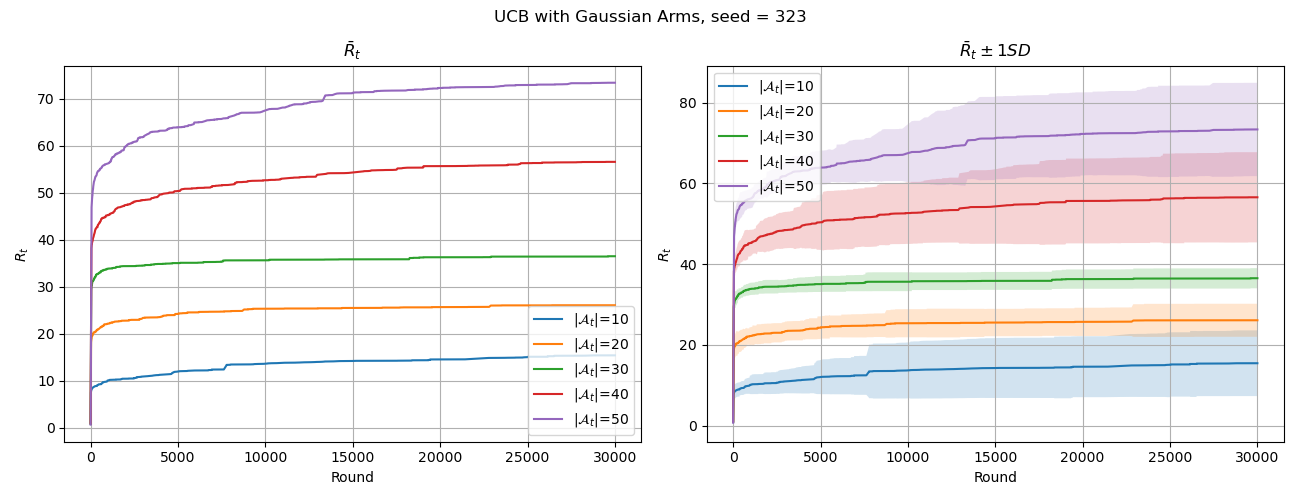 UCB with Gaussian Arms, seed = 323
R̄ₜ
70
60
50
40
30
20
10
0
Rₜ
|𝒜ₜ|=10
|𝒜ₜ|=20
|𝒜ₜ|=30
|𝒜ₜ|=40
|𝒜ₜ|=50
0 5000 10000 15000 20000 25000 30000
Round
R̄ₜ ± 1SD
|𝒜ₜ|=10
|𝒜ₜ|=20
|𝒜ₜ|=30
|𝒜ₜ|=40
|𝒜ₜ|=50
80
60
40
20
0
Rₜ
0 5000 10000 15000 20000 25000 30000
Round